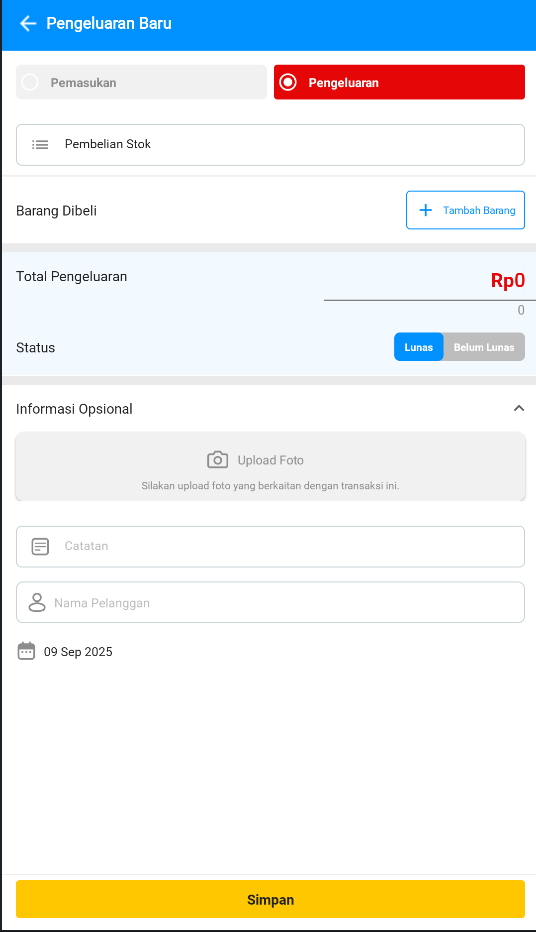 Pengeluaran Baru
Pemasukan
Pengeluaran
Pembelian Stok
Barang Dibeli
Tambah Barang
Total Pengeluaran
Rp0
0
Status
Lunas
Belum Lunas
Informasi Opsional
Upload Foto
Silakan upload foto yang berkaitan dengan transaksi ini.
Catatan
Nama Pelanggan
09 Sep 2025
Simpan